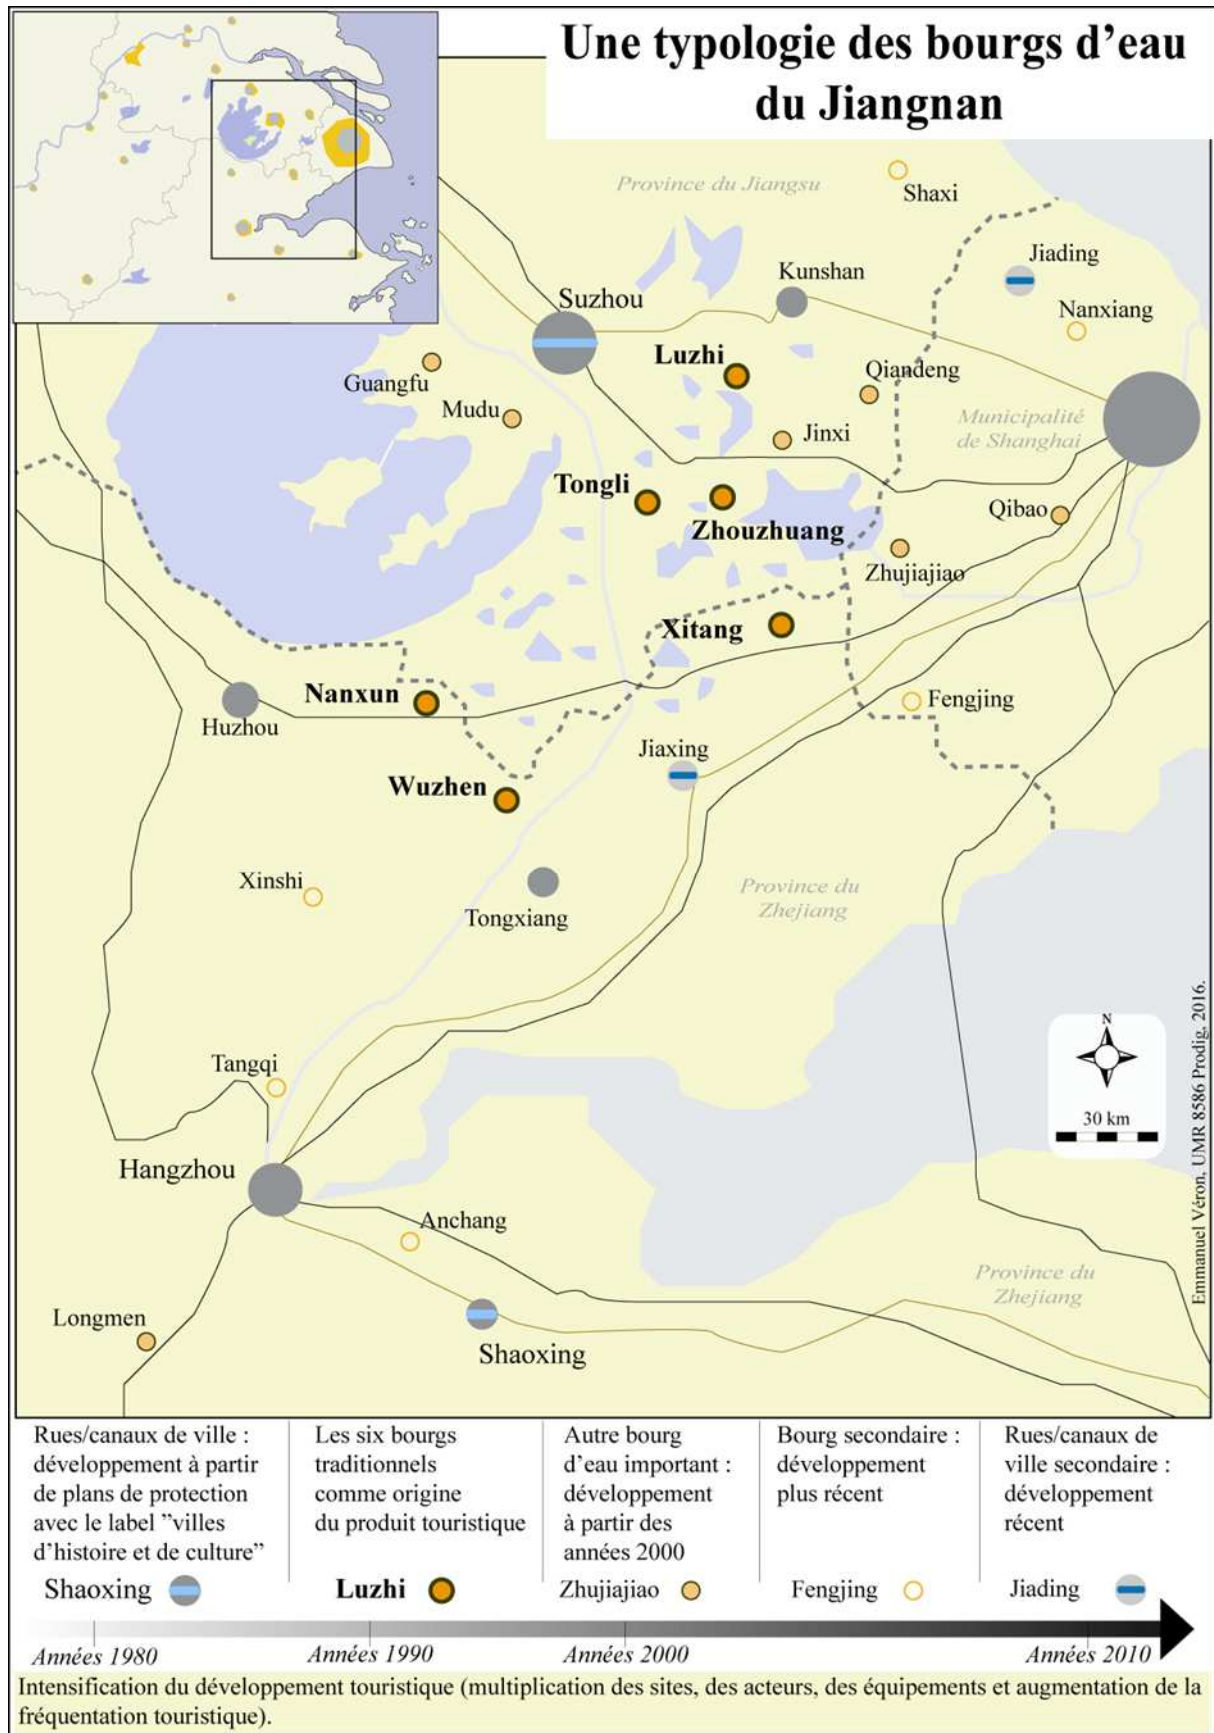 Une typologie des bourgs d’eau
du Jiangnan
Province du Jiangsu
Shaxi
Jiading
Kunshan
Suzhou
Nanxiang
Luzhi
Qiandeng
Guangfu
Mudu
Municipalité
de Shanghai
Jinxi
Tongli
Qibao
Zhouzhuang
Zhujiajiao
Xitang
Nanxun
Fengjing
Huzhou
Jiaxing
Wuzhen
Xinshi
Province du
Zhejiang
Tongxiang
N
30 km
Emmanuel Véron, UMR 8586 Prodig, 2016.
Tangqi
Hangzhou
Anchang
Province du
Zhejiang
Longmen
Shaoxing
Rues/canaux de ville :
développement à partir
de plans de protection
avec le label ”villes
d’histoire et de culture”
Shaoxing
Les six bourgs
traditionnels
comme origine
du produit touristique
Luzhi
Autre bourg
d’eau important :
développement
à partir des
années 2000
Zhujiajiao
Bourg secondaire :
développement
plus récent
Fengjing
Rues/canaux de
ville secondaire :
développement
récent
Jiading
Années 1980
Années 1990
Années 2000
Années 2010
Intensification du développement touristique (multiplication des sites, des acteurs, des équipements et augmentation de la
fréquentation touristique).